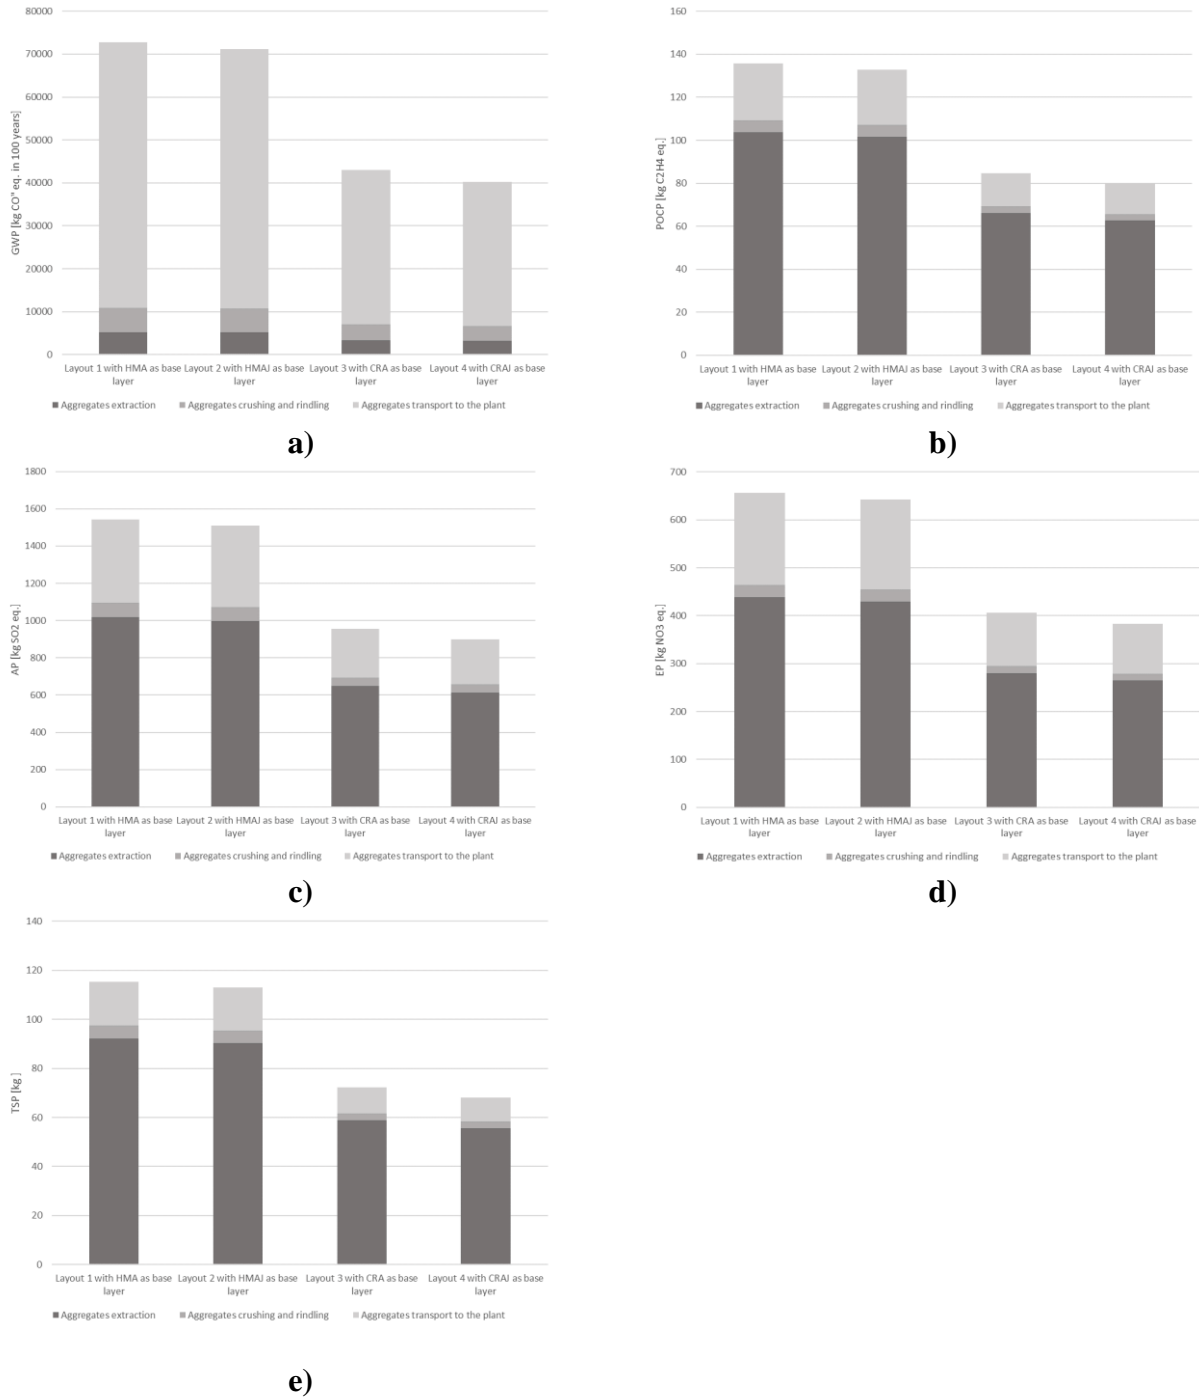 80000
70000
60000
50000
40000
30000
20000
10000
0
GWP [kg CO" eq. in 100 years]
Layout 1 with HMA as base layer
Layout 2 with HMAJ as base layer
Layout 3 with CRA as base layer
Layout 4 with CRAJ as base layer
Aggregates extraction
Aggregates crushing and rindling
Aggregates transport to the plant
a)
160
140
120
100
80
60
40
20
0
POCP [kg C2H4 eq.]
Layout 1 with HMA as base layer
Layout 2 with HMAJ as base layer
Layout 3 with CRA as base layer
Layout 4 with CRAJ as base layer
Aggregates extraction
Aggregates crushing and rindling
Aggregates transport to the plant
b)
1800
1600
1400
1200
1000
800
600
400
200
0
AP [kg SO2 eq.]
Layout 1 with HMA as base layer
Layout 2 with HMAJ as base layer
Layout 3 with CRA as base layer
Layout 4 with CRAJ as base layer
Aggregates extraction
Aggregates crushing and rindling
Aggregates transport to the plant
c)
700
600
500
400
300
200
100
0
EP [kg NO3 eq.]
Layout 1 with HMA as base layer
Layout 2 with HMAJ as base layer
Layout 3 with CRA as base layer
Layout 4 with CRAJ as base layer
Aggregates extraction
Aggregates crushing and rindling
Aggregates transport to the plant
d)
140
120
100
80
60
40
20
0
TSP [kg ]
Layout 1 with HMA as base layer
Layout 2 with HMAJ as base layer
Layout 3 with CRA as base layer
Layout 4 with CRAJ as base layer
Aggregates extraction
Aggregates crushing and rindling
Aggregates transport to the plant
e)